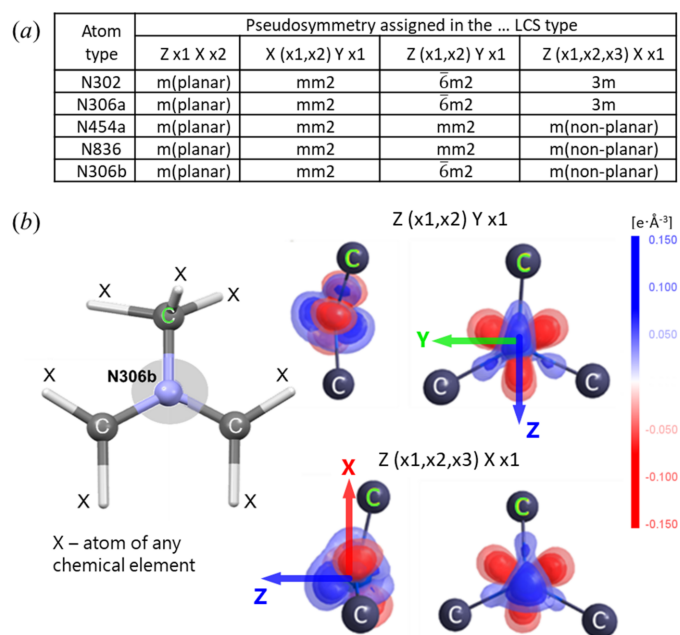 (a)
Atom type | Pseudosymmetry assigned in the ... LCS type
Z x1 X x2 | X (x1,x2) Y x1 | Z (x1,x2) Y x1 | Z (x1,x2,x3) X x1
N302 | m(planar) | mm2 | 6̅m2 | 3m
N306a | m(planar) | mm2 | 6̅m2 | 3m
N454a | m(planar) | mm2 | mm2 | m(non-planar)
N836 | m(planar) | mm2 | mm2 | m(non-planar)
N306b | m(planar) | mm2 | 6̅m2 | m(non-planar)
(b)
Z (x1,x2) Y x1
[e·Å⁻³]
0.150
0.050
-0.050
-0.100
-0.150
C
C
C
Y
C
C
Z
X
X
X
C
N306b
X
X
C
C
X
X
X – atom of any
chemical element
Z (x1,x2,x3) X x1
X
C
C
Z
C
C
C